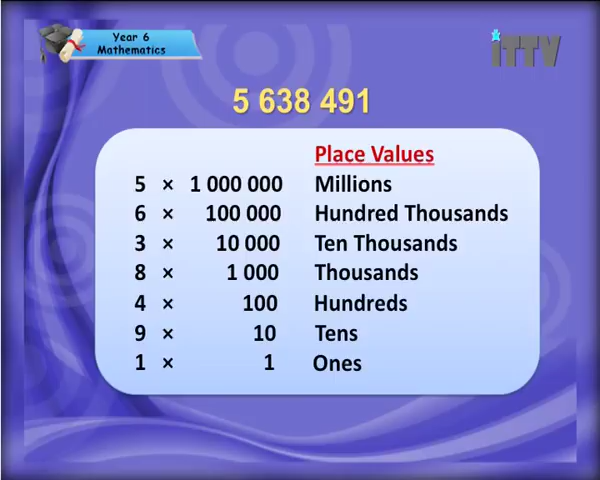 Year 6
Mathematics
iTTV
5 638 491
Place Values
5 × 1 000 000 Millions
6 × 100 000 Hundred Thousands
3 × 10 000 Ten Thousands
8 × 1 000 Thousands
4 × 100 Hundreds
9 × 10 Tens
1 × 1 Ones